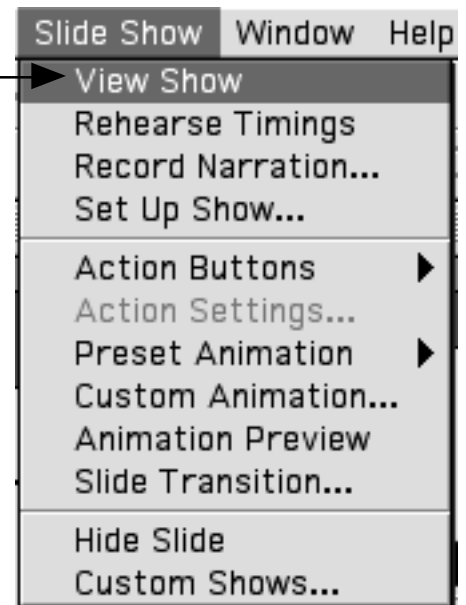 Slide Show Window Help
View Show
Rehearse Timings
Record Narration...
Set Up Show...
Action Buttons
Action Settings...
Preset Animation
Custom Animation...
Animation Preview
Slide Transition...
Hide Slide
Custom Shows...